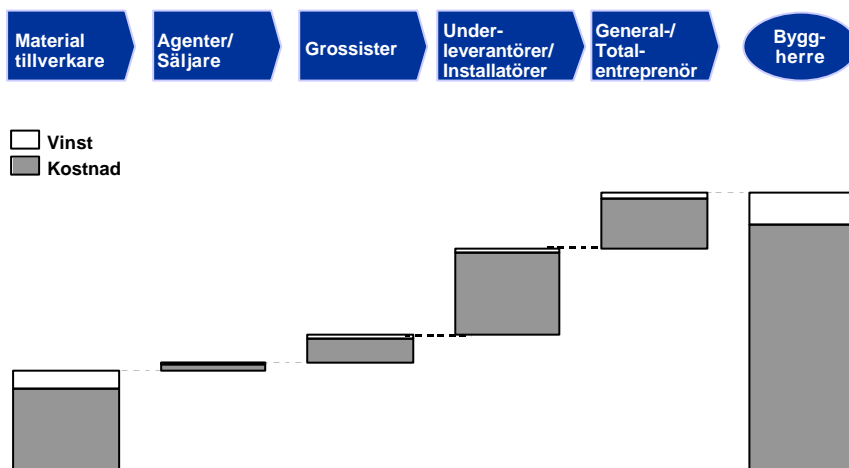 Material
tillverkare
Agenter/
Säljare
Grossister
Under-
leverantörer/
Installatörer
General-/
Total-
entreprenör
Bygg-
herre
Vinst
Kostnad